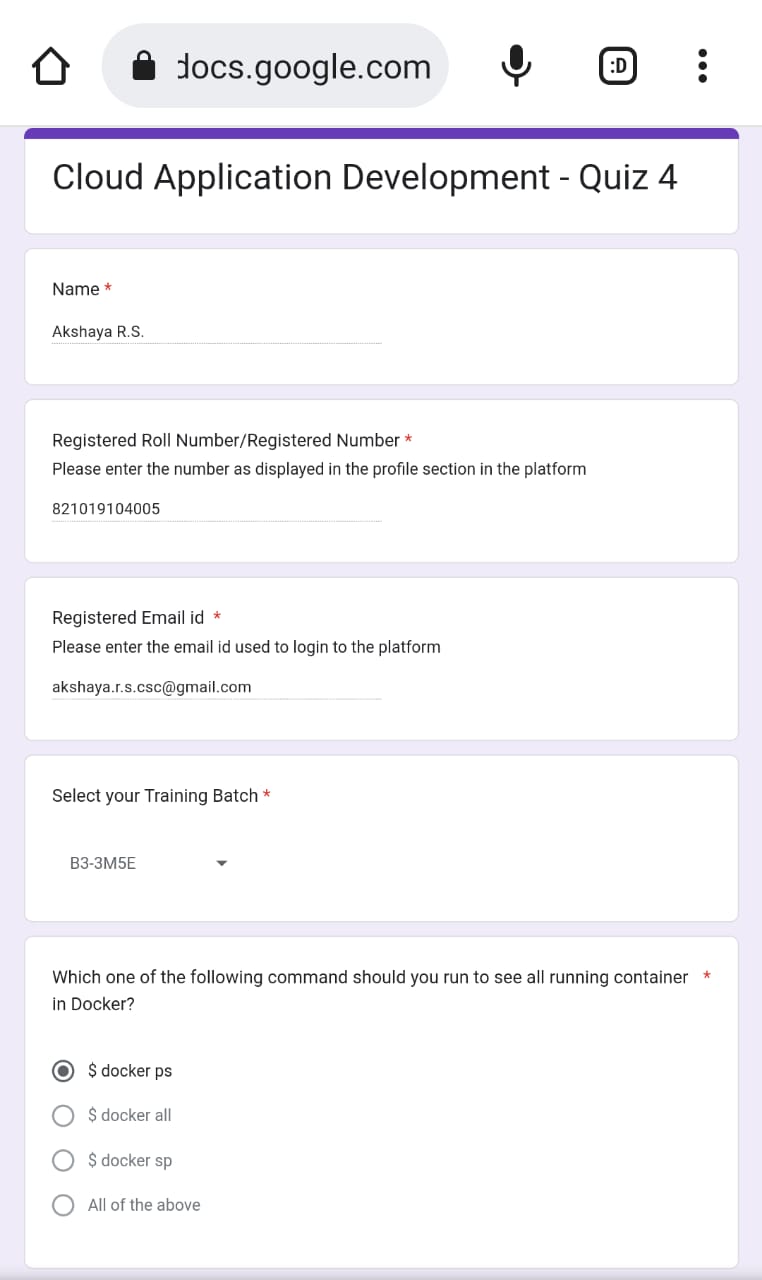 docs.google.com
:D
Cloud Application Development - Quiz 4
Name *
Akshaya R.S.
Registered Roll Number/Registered Number *
Please enter the number as displayed in the profile section in the platform
821019104005
Registered Email id *
Please enter the email id used to login to the platform
akshaya.r.s.csc@gmail.com
Select your Training Batch *
B3-3M5E
Which one of the following command should you run to see all running container *
in Docker?
$ docker ps
$ docker all
$ docker sp
All of the above